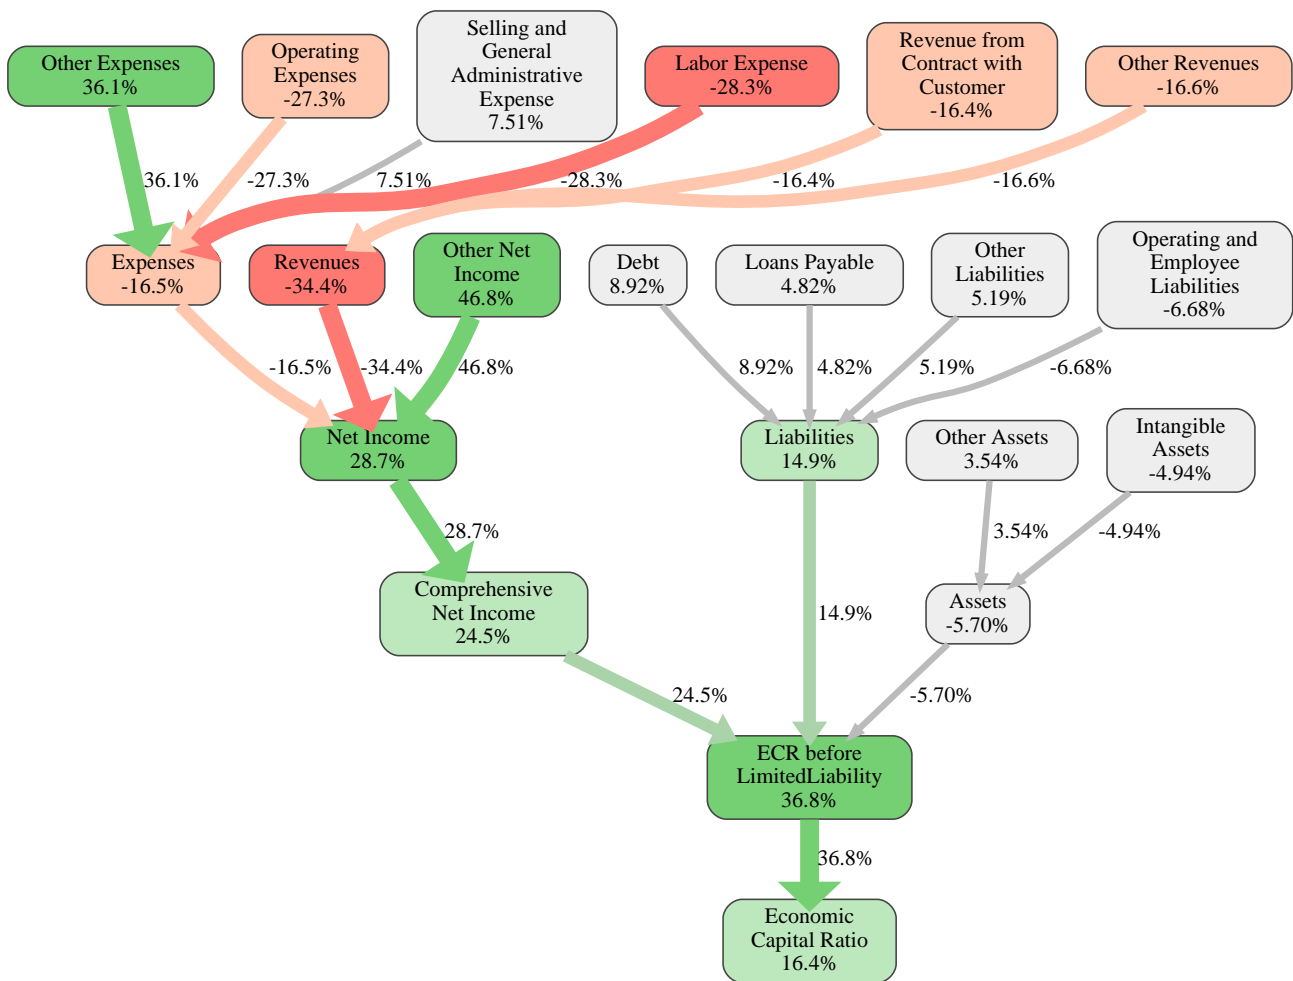 Other Expenses
36.1%
Operating
Expenses
-27.3%
Selling and
General
Administrative
Expense
7.51%
Labor Expense
-28.3%
Revenue from
Contract with
Customer
-16.4%
Other Revenues
-16.6%
36.1%
-27.3%
7.51%
-28.3%
-16.4%
-16.6%
Expenses
-16.5%
Revenues
-34.4%
Other Net
Income
46.8%
Debt
8.92%
Loans Payable
4.82%
Other
Liabilities
5.19%
Operating and
Employee
Liabilities
-6.68%
-16.5%
-34.4%
46.8%
8.92%
4.82%
5.19%
-6.68%
Net Income
28.7%
Liabilities
14.9%
Other Assets
3.54%
Intangible
Assets
-4.94%
28.7%
3.54%
-4.94%
Comprehensive
Net Income
24.5%
14.9%
Assets
-5.70%
24.5%
-5.70%
ECR before
LimitedLiability
36.8%
36.8%
Economic
Capital Ratio
16.4%